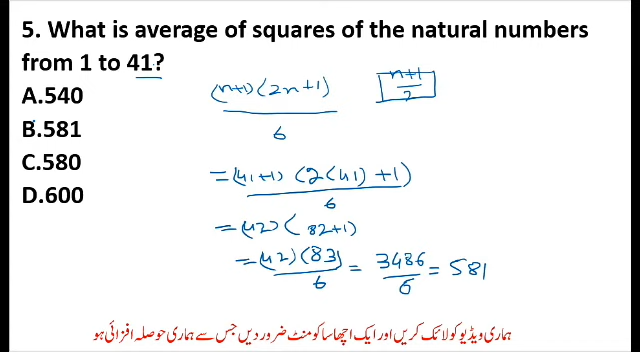 5. What is average of squares of the natural numbers
from 1 to 41?
A.540
B.581
C.580
D.600
(n+1)(2n+1)
6
n+1
2
=(41+1) (2(41) +1)
6
=(42) ( 82+1)
=(42)(83) = 3486 = 581
6 6
ہماری ویڈیو کو لائک کریں اور ایک اچھا سا کومنٹ ضرور دیں جس سے ہماری حوصلہ افزائی ہو